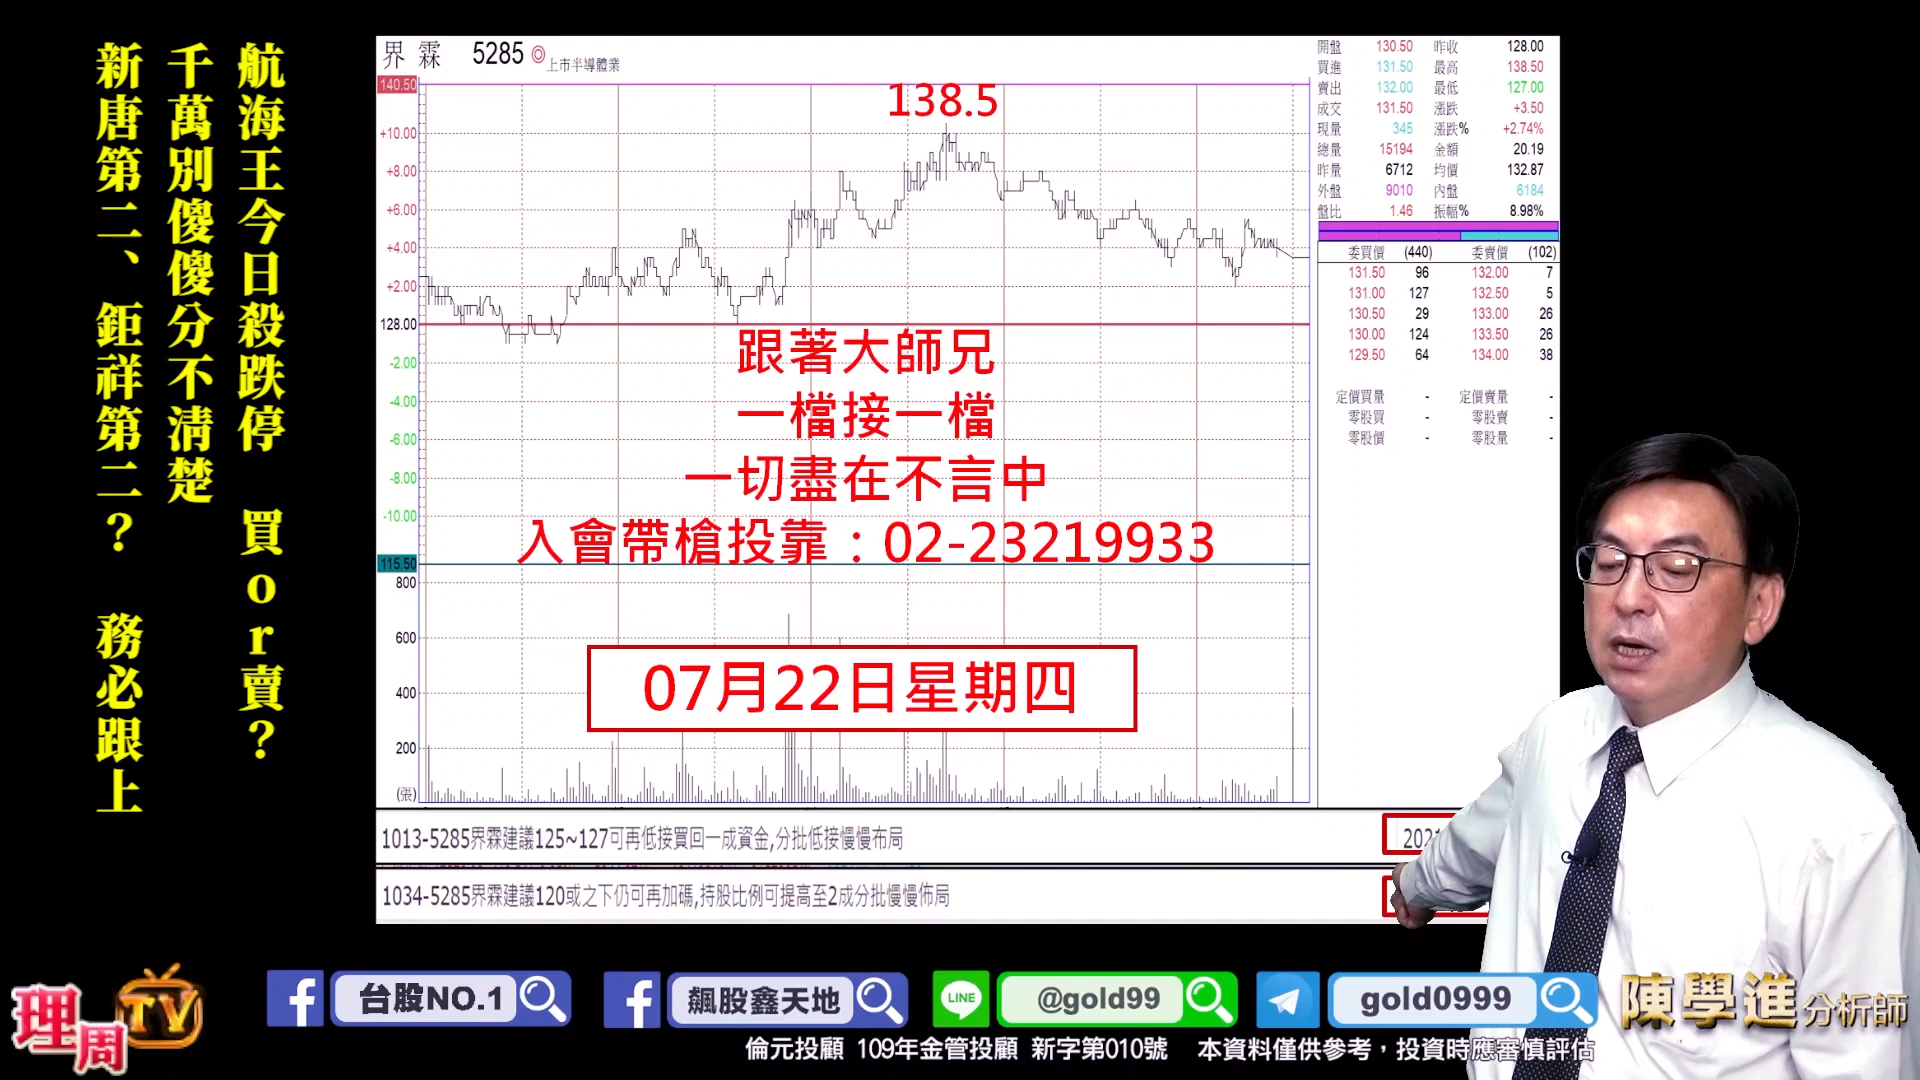 航海王今日殺跌停 買or賣?
千萬別傻傻分不清楚
新唐第二、鉅祥第二? 務必跟上
界霖 5285 ◎ 上市半導體業
138.5
140.50
+10.00
+8.00
+6.00
+4.00
+2.00
128.00
-2.00
-4.00
-6.00
-8.00
-10.00
115.50
800
600
400
200
(張)
跟著大師兄
一檔接一檔
一切盡在不言中
入會帶槍投靠：02-23219933
07月22日星期四
開盤 130.50 昨收 128.00
買進 131.50 最高 138.50
賣出 132.00 最低 127.00
成交 131.50 漲跌 +3.50
現量 345 漲跌% +2.74%
總量 15194 金額 20.19
昨量 6712 均價 132.87
外盤 9010 內盤 6184
盤比 1.46 振幅% 8.98%
委買價 (440) 委賣價 (102)
131.50 96 132.00 7
131.00 127 132.50 5
130.50 29 133.00 26
130.00 124 133.50 26
129.50 64 134.00 38
定價買量 - 定價賣量 -
零股買 - 零股賣 -
零股價 - 零股量 -
1013-5285界霖建議125~127可再低接買回一成資金,分批低接慢慢布局
1034-5285界霖建議120或之下仍可再加碼,持股比例可提高至2成分批慢慢佈局
理周TV
f 台股NO.1
f 飆股鑫天地
LINE @gold99
gold0999
陳學進分析師
倫元投顧 109年金管投顧 新字第010號 本資料僅供參考，投資時應審慎評估